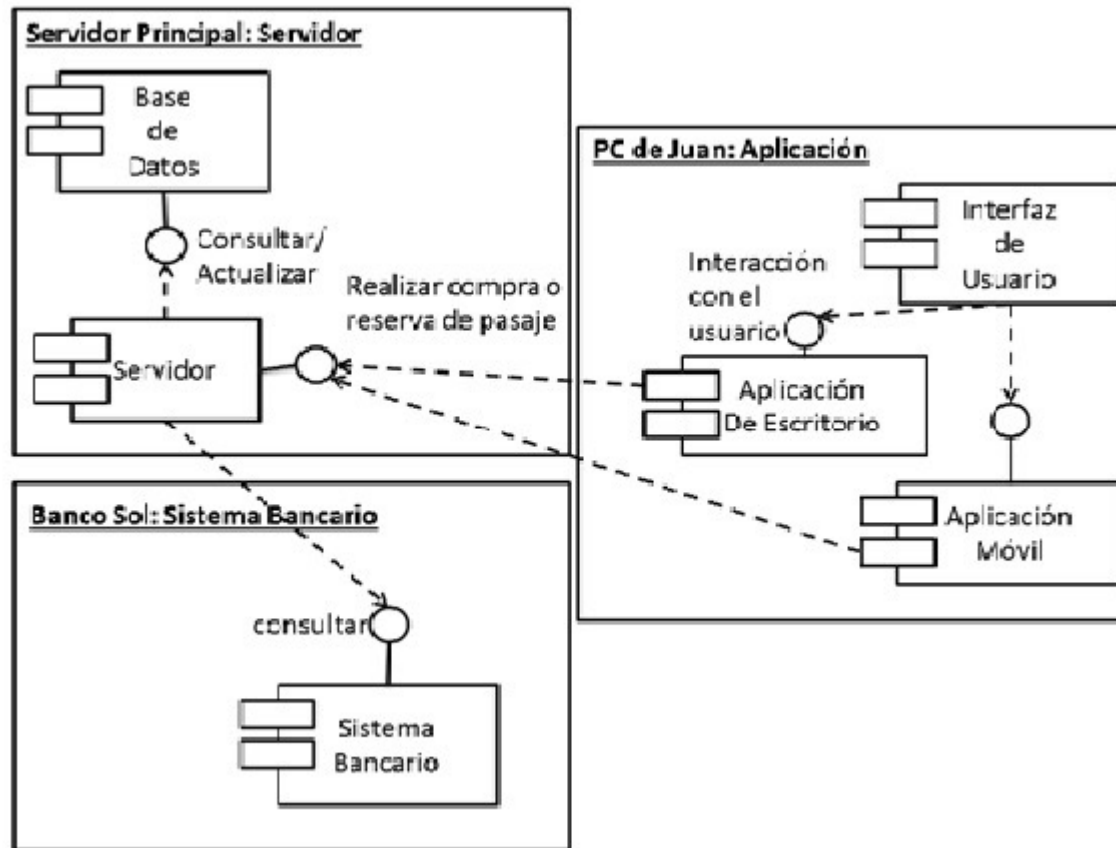 Servidor Principal: Servidor
Base
de
Datos
Consultar/
Actualizar
Realizar compra o
reserva de pasaje
Servidor
Banco Sol: Sistema Bancario
consultar
Sistema
Bancario
PC de Juan: Aplicación
Interfaz
de
Usuario
Interacción
con el
usuario
Aplicación
De Escritorio
Aplicación
Móvil